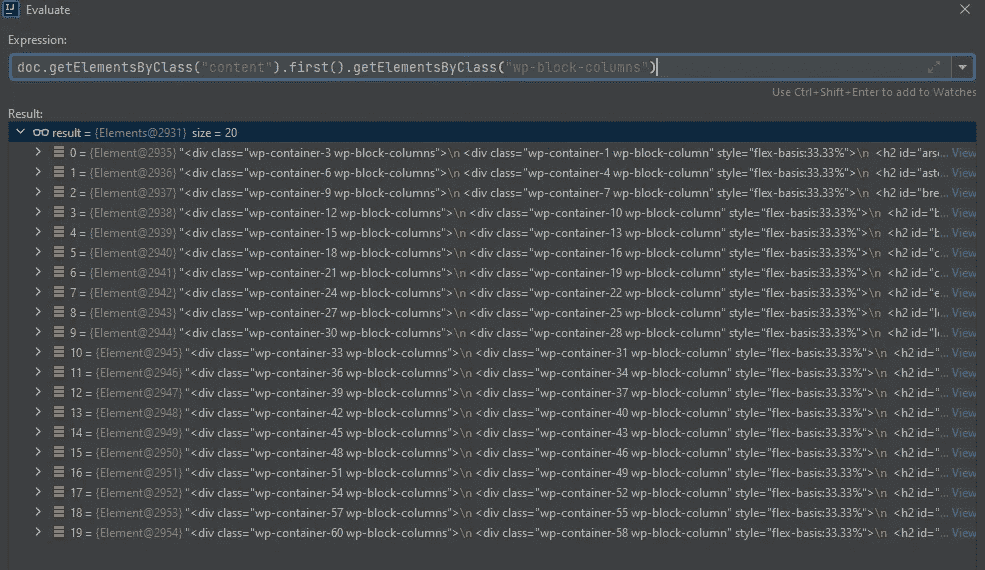 IJ Evaluate
Expression:
doc.getElementsByClass("content").first().getElementsByClass("wp-block-columns")
Use Ctrl+Shift+Enter to add to Watches
Result:
result = {Elements@2931} size = 20
0 = {Element@2935} "<div class="wp-container-3 wp-block-columns">\n <div class="wp-container-1 wp-block-column" style="flex-basis:33.33%">\n <h2 id="ars... View
1 = {Element@2936} "<div class="wp-container-6 wp-block-columns">\n <div class="wp-container-4 wp-block-column" style="flex-basis:33.33%">\n <h2 id="ast... View
2 = {Element@2937} "<div class="wp-container-9 wp-block-columns">\n <div class="wp-container-7 wp-block-column" style="flex-basis:33.33%">\n <h2 id="bre... View
3 = {Element@2938} "<div class="wp-container-12 wp-block-columns">\n <div class="wp-container-10 wp-block-column" style="flex-basis:33.33%">\n <h2 id="b... View
4 = {Element@2939} "<div class="wp-container-15 wp-block-columns">\n <div class="wp-container-13 wp-block-column" style="flex-basis:33.33%">\n <h2 id="b... View
5 = {Element@2940} "<div class="wp-container-18 wp-block-columns">\n <div class="wp-container-16 wp-block-column" style="flex-basis:33.33%">\n <h2 id="c... View
6 = {Element@2941} "<div class="wp-container-21 wp-block-columns">\n <div class="wp-container-19 wp-block-column" style="flex-basis:33.33%">\n <h2 id="c... View
7 = {Element@2942} "<div class="wp-container-24 wp-block-columns">\n <div class="wp-container-22 wp-block-column" style="flex-basis:33.33%">\n <h2 id="e... View
8 = {Element@2943} "<div class="wp-container-27 wp-block-columns">\n <div class="wp-container-25 wp-block-column" style="flex-basis:33.33%">\n <h2 id="l... View
9 = {Element@2944} "<div class="wp-container-30 wp-block-columns">\n <div class="wp-container-28 wp-block-column" style="flex-basis:33.33%">\n <h2 id="l... View
10 = {Element@2945} "<div class="wp-container-33 wp-block-columns">\n <div class="wp-container-31 wp-block-column" style="flex-basis:33.33%">\n <h2 id="... View
11 = {Element@2946} "<div class="wp-container-36 wp-block-columns">\n <div class="wp-container-34 wp-block-column" style="flex-basis:33.33%">\n <h2 id="... View
12 = {Element@2947} "<div class="wp-container-39 wp-block-columns">\n <div class="wp-container-37 wp-block-column" style="flex-basis:33.33%">\n <h2 id="... View
13 = {Element@2948} "<div class="wp-container-42 wp-block-columns">\n <div class="wp-container-40 wp-block-column" style="flex-basis:33.33%">\n <h2 id="... View
14 = {Element@2949} "<div class="wp-container-45 wp-block-columns">\n <div class="wp-container-43 wp-block-column" style="flex-basis:33.33%">\n <h2 id="... View
15 = {Element@2950} "<div class="wp-container-48 wp-block-columns">\n <div class="wp-container-46 wp-block-column" style="flex-basis:33.33%">\n <h2 id="... View
16 = {Element@2951} "<div class="wp-container-51 wp-block-columns">\n <div class="wp-container-49 wp-block-column" style="flex-basis:33.33%">\n <h2 id="... View
17 = {Element@2952} "<div class="wp-container-54 wp-block-columns">\n <div class="wp-container-52 wp-block-column" style="flex-basis:33.33%">\n <h2 id="... View
18 = {Element@2953} "<div class="wp-container-57 wp-block-columns">\n <div class="wp-container-55 wp-block-column" style="flex-basis:33.33%">\n <h2 id="... View
19 = {Element@2954} "<div class="wp-container-60 wp-block-columns">\n <div class="wp-container-58 wp-block-column" style="flex-basis:33.33%">\n <h2 id="... View